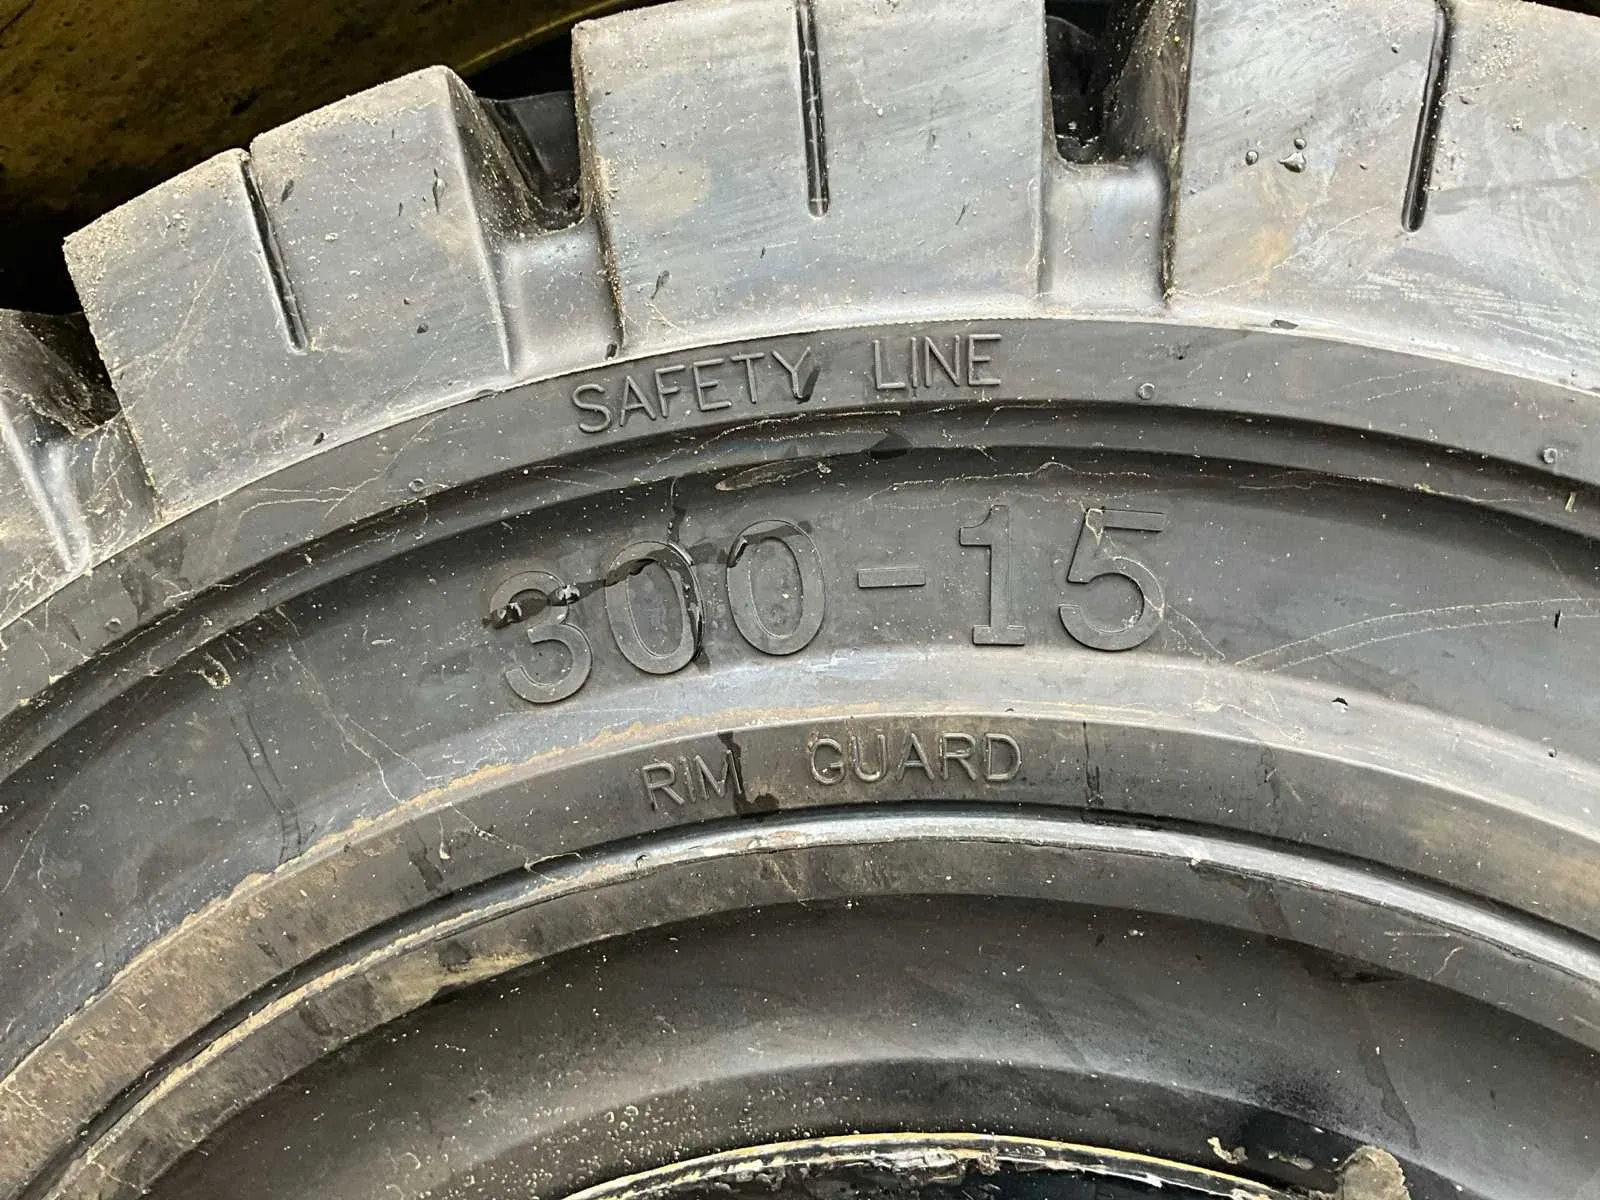 SAFETY LINE
300-15
RIM GUARD